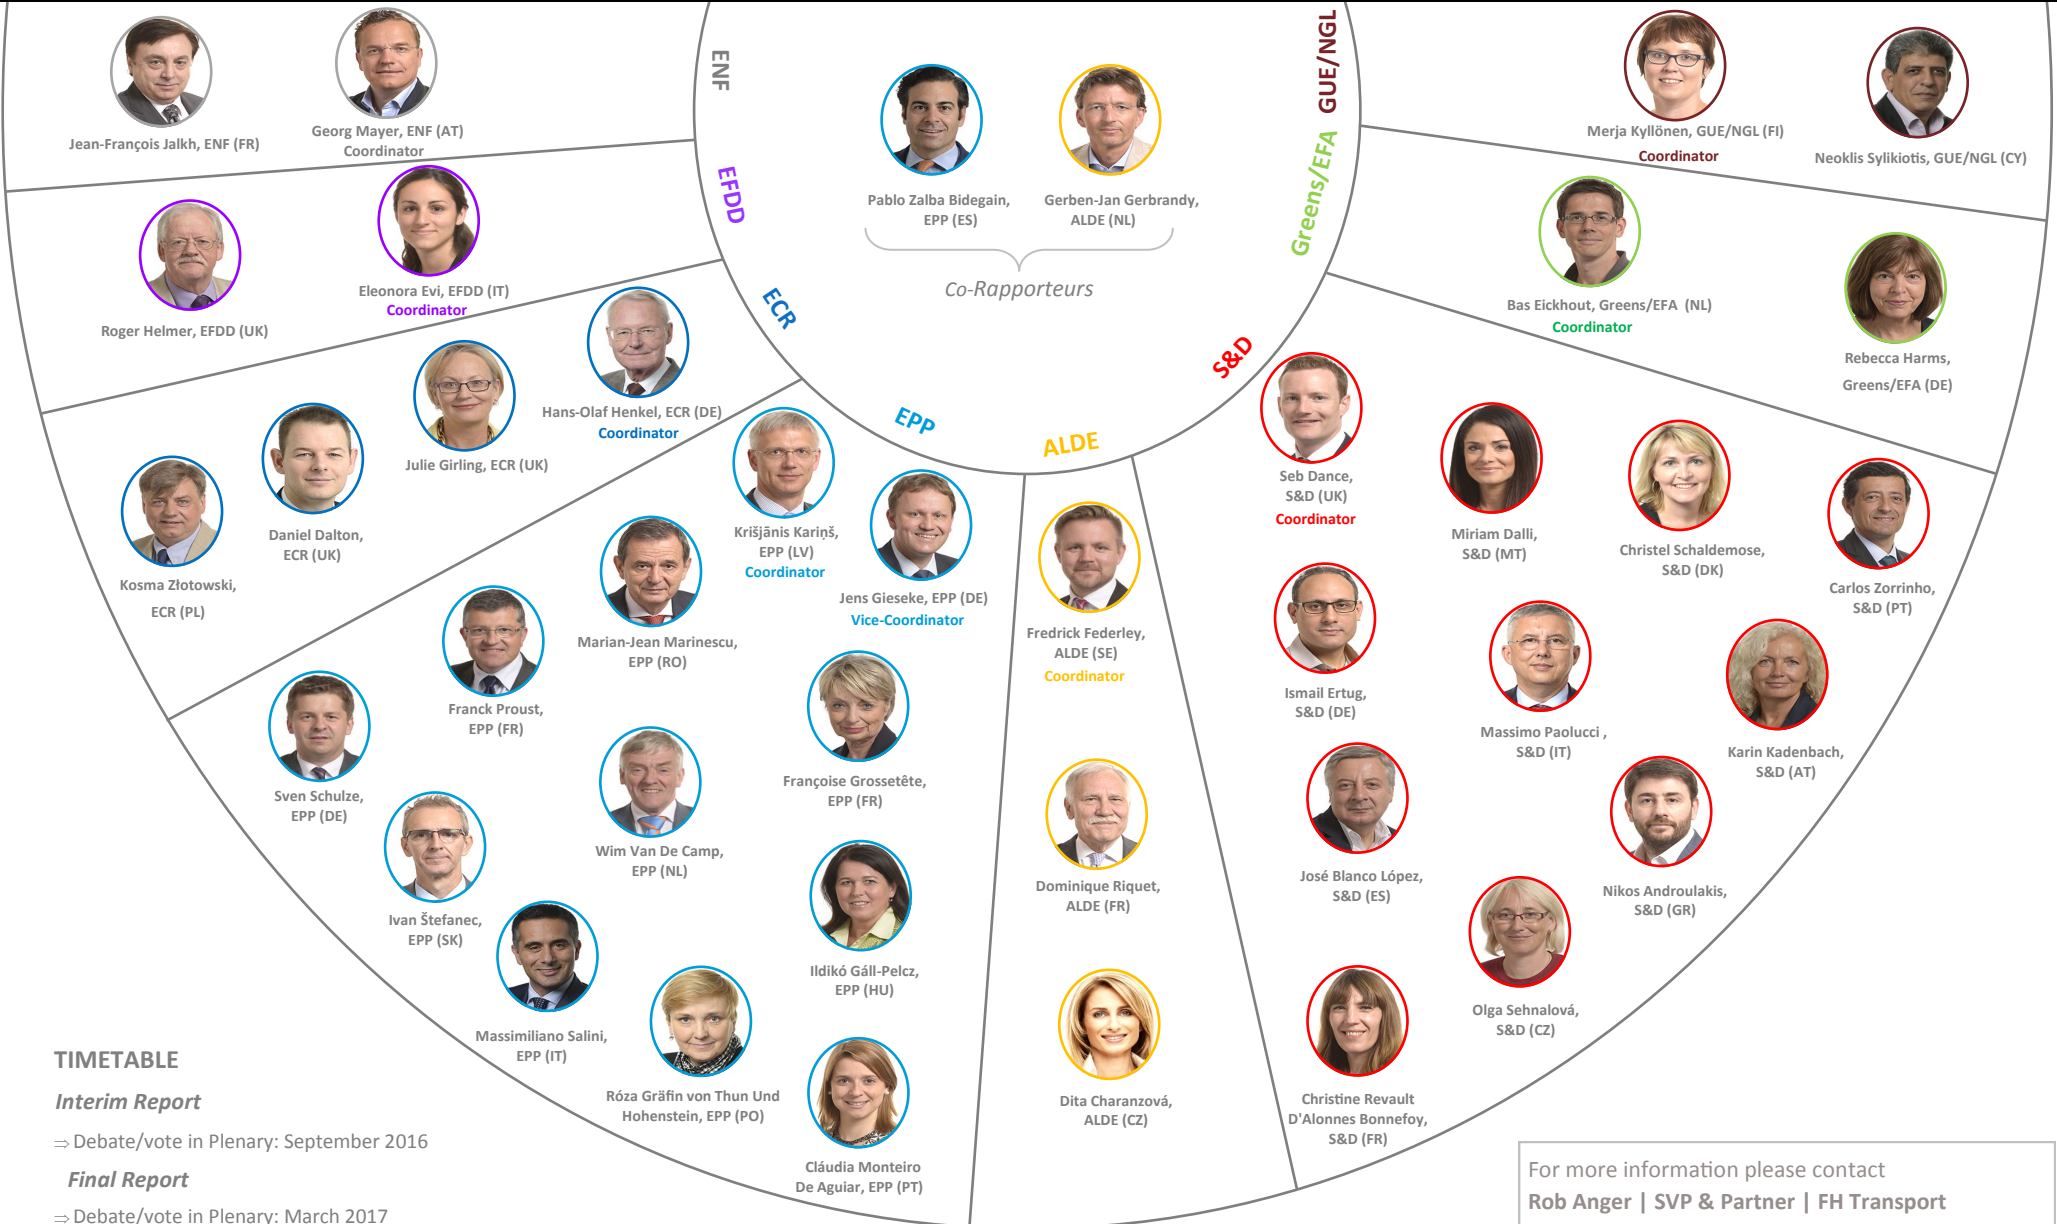 ENF
GUE/NGL
EFDD
Greens/EFA
ECR
S&D
EPP
ALDE
Pablo Zalba Bidegain,
EPP (ES)
Gerben-Jan Gerbrandy,
ALDE (NL)
Co-Rapporteurs
Jean-François Jalkh, ENF (FR)
Georg Mayer, ENF (AT)
Coordinator
Merja Kyllönen, GUE/NGL (FI)
Coordinator
Neoklis Sylikiotis, GUE/NGL (CY)
Roger Helmer, EFDD (UK)
Eleonora Evi, EFDD (IT)
Coordinator
Bas Eickhout, Greens/EFA (NL)
Coordinator
Rebecca Harms,
Greens/EFA (DE)
Hans-Olaf Henkel, ECR (DE)
Coordinator
Julie Girling, ECR (UK)
Daniel Dalton,
ECR (UK)
Kosma Złotowski,
ECR (PL)
Krišjānis Kariņš,
EPP (LV)
Coordinator
Jens Gieseke, EPP (DE)
Vice-Coordinator
Marian-Jean Marinescu,
EPP (RO)
Franck Proust,
EPP (FR)
Sven Schulze,
EPP (DE)
Françoise Grossetête,
EPP (FR)
Wim Van De Camp,
EPP (NL)
Ivan Štefanec,
EPP (SK)
Ildikó Gáll-Pelcz,
EPP (HU)
Massimiliano Salini,
EPP (IT)
Róza Gräfin von Thun Und
Hohenstein, EPP (PO)
Cláudia Monteiro
De Aguiar, EPP (PT)
Fredrick Federley,
ALDE (SE)
Coordinator
Dominique Riquet,
ALDE (FR)
Dita Charanzová,
ALDE (CZ)
Seb Dance,
S&D (UK)
Coordinator
Miriam Dalli,
S&D (MT)
Christel Schaldemose,
S&D (DK)
Carlos Zorrinho,
S&D (PT)
Ismail Ertug,
S&D (DE)
Massimo Paolucci ,
S&D (IT)
Karin Kadenbach,
S&D (AT)
José Blanco López,
S&D (ES)
Nikos Androulakis,
S&D (GR)
Olga Sehnalová,
S&D (CZ)
Christine Revault
D'Alonnes Bonnefoy,
S&D (FR)
TIMETABLE
Interim Report
⇒ Debate/vote in Plenary: September 2016
Final Report
⇒ Debate/vote in Plenary: March 2017
For more information please contact
Rob Anger | SVP & Partner | FH Transport